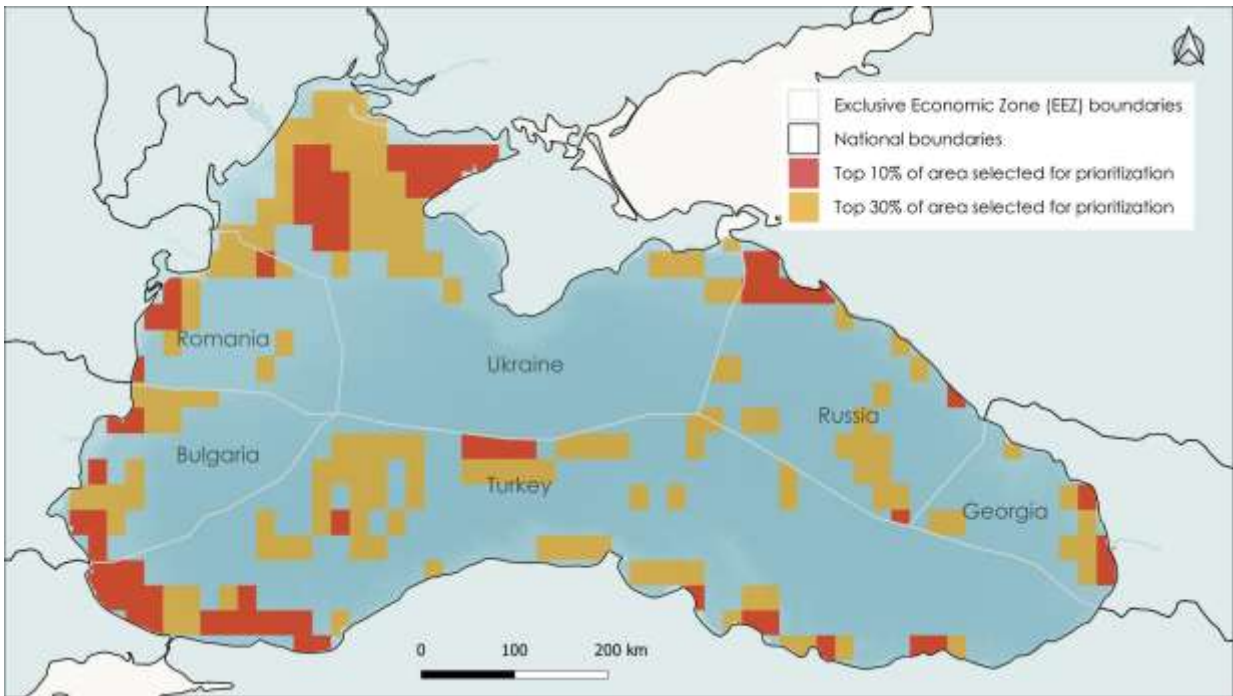 Exclusive Economic Zone (EEZ) boundaries
National boundaries
Top 10% of area selected for prioritization
Top 30% of area selected for prioritization
Romania
Ukraine
Russia
Bulgaria
Turkey
Georgia
0 100 200 km